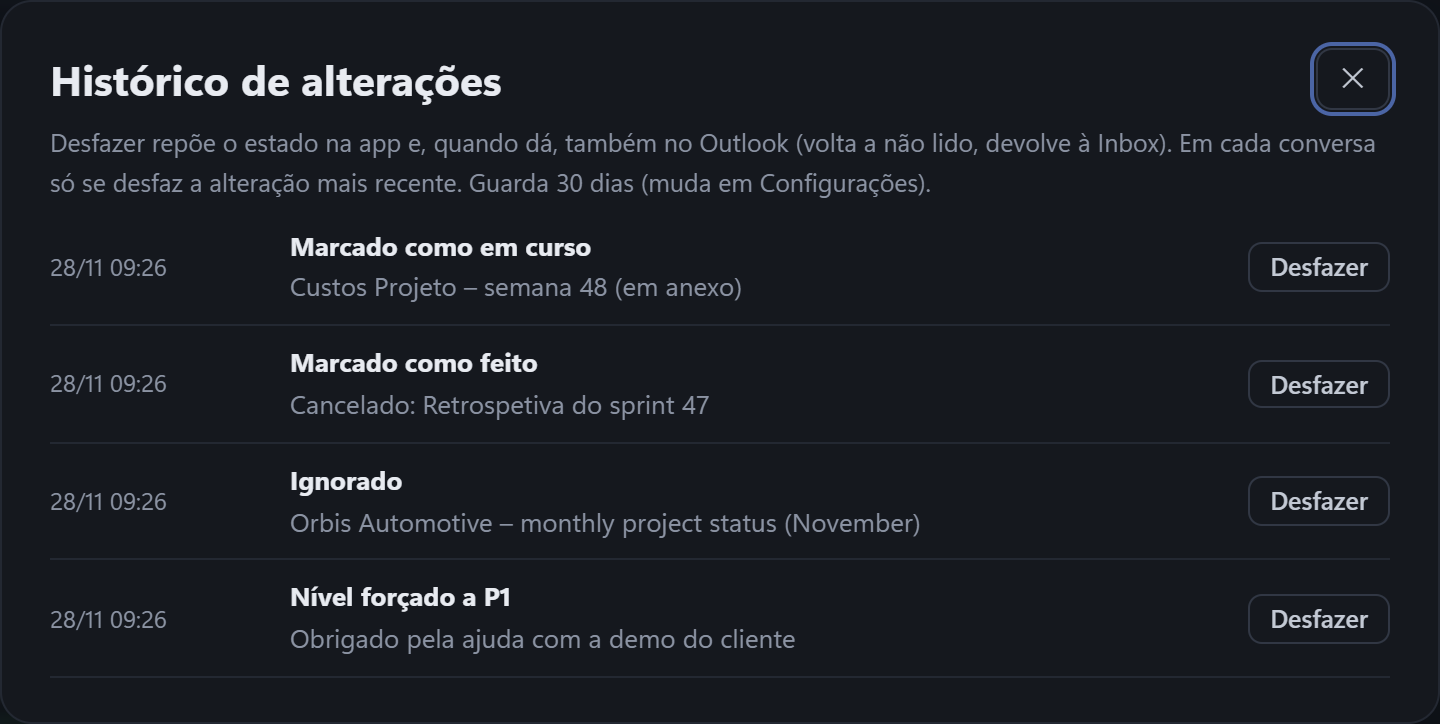 Histórico de alterações
Desfazer repõe o estado na app e, quando dá, também no Outlook (volta a não lido, devolve à Inbox). Em cada conversa
só se desfaz a alteração mais recente. Guarda 30 dias (muda em Configurações).
28/11 09:26
Marcado como em curso
Custos Projeto – semana 48 (em anexo)
Desfazer
28/11 09:26
Marcado como feito
Cancelado: Retrospetiva do sprint 47
Desfazer
28/11 09:26
Ignorado
Orbis Automotive – monthly project status (November)
Desfazer
28/11 09:26
Nível forçado a P1
Obrigado pela ajuda com a demo do cliente
Desfazer